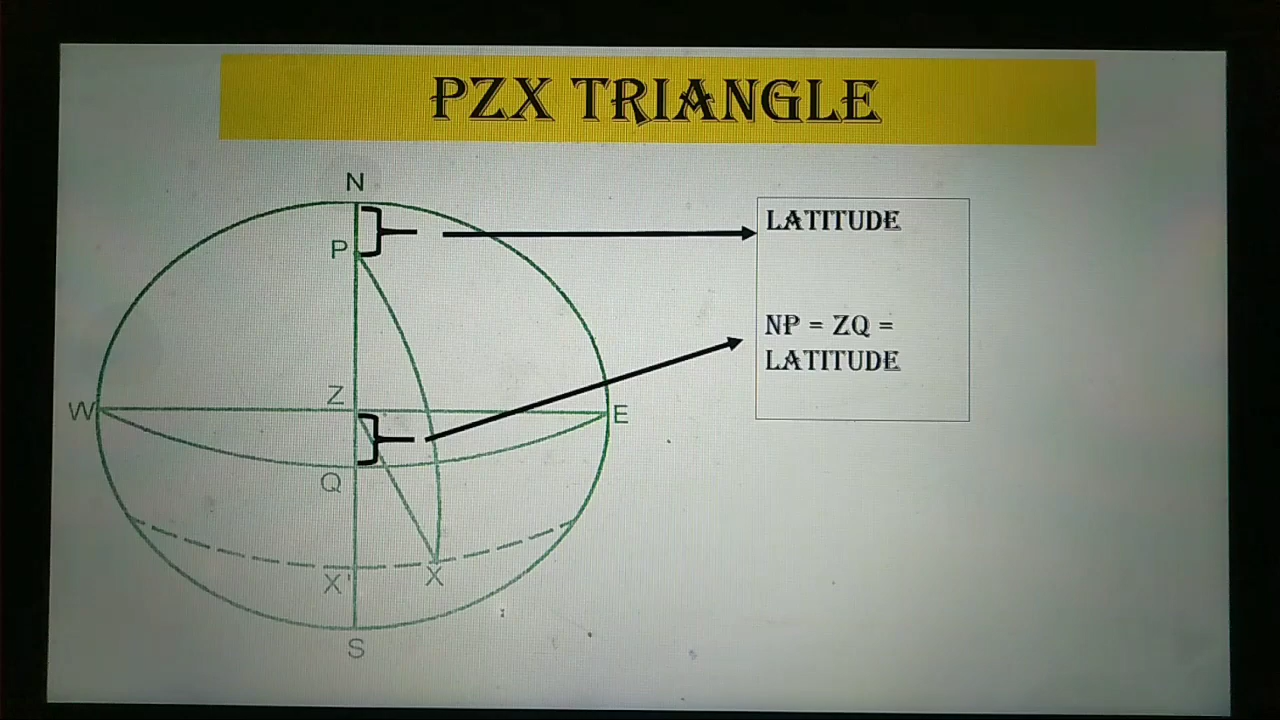 PZX TRIANGLE
N
P
LATITUDE
NP = ZQ =
LATITUDE
Z
W
E
Q
X'
X
S